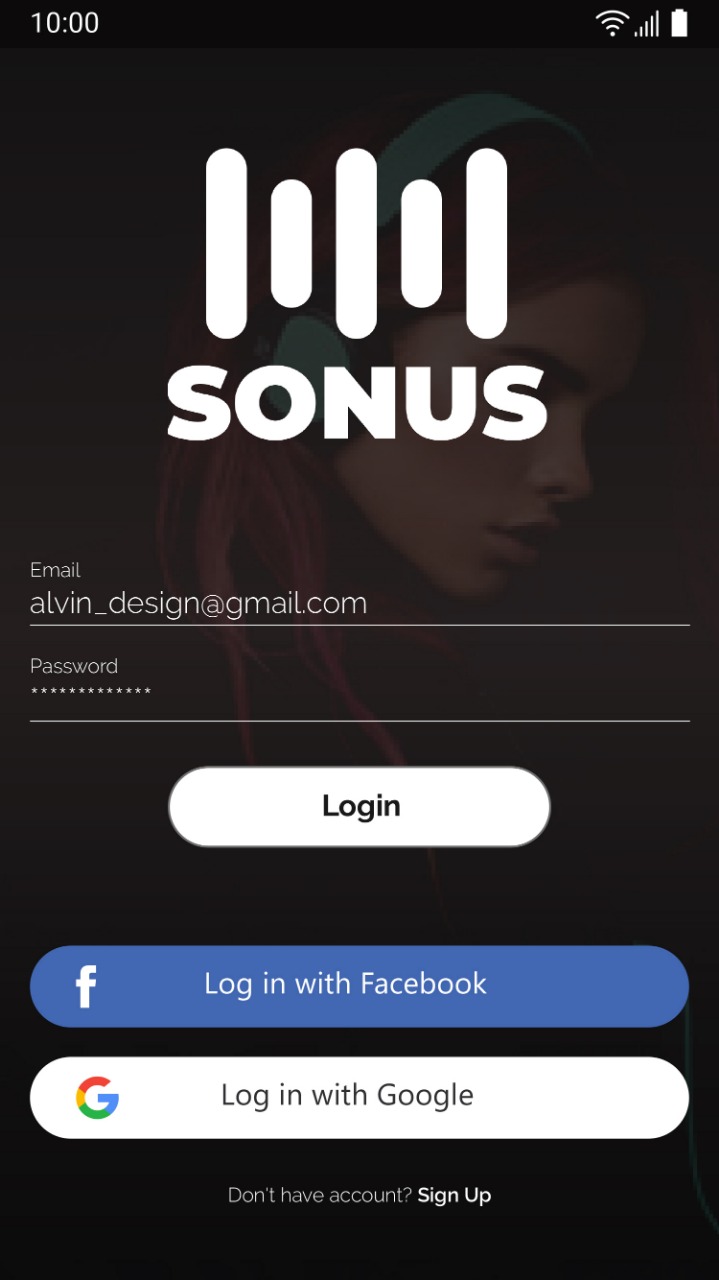 10:00
SONUS
Email
alvin_design@gmail.com
Password
*************
Login
Log in with Facebook
Log in with Google
Don't have account? Sign Up